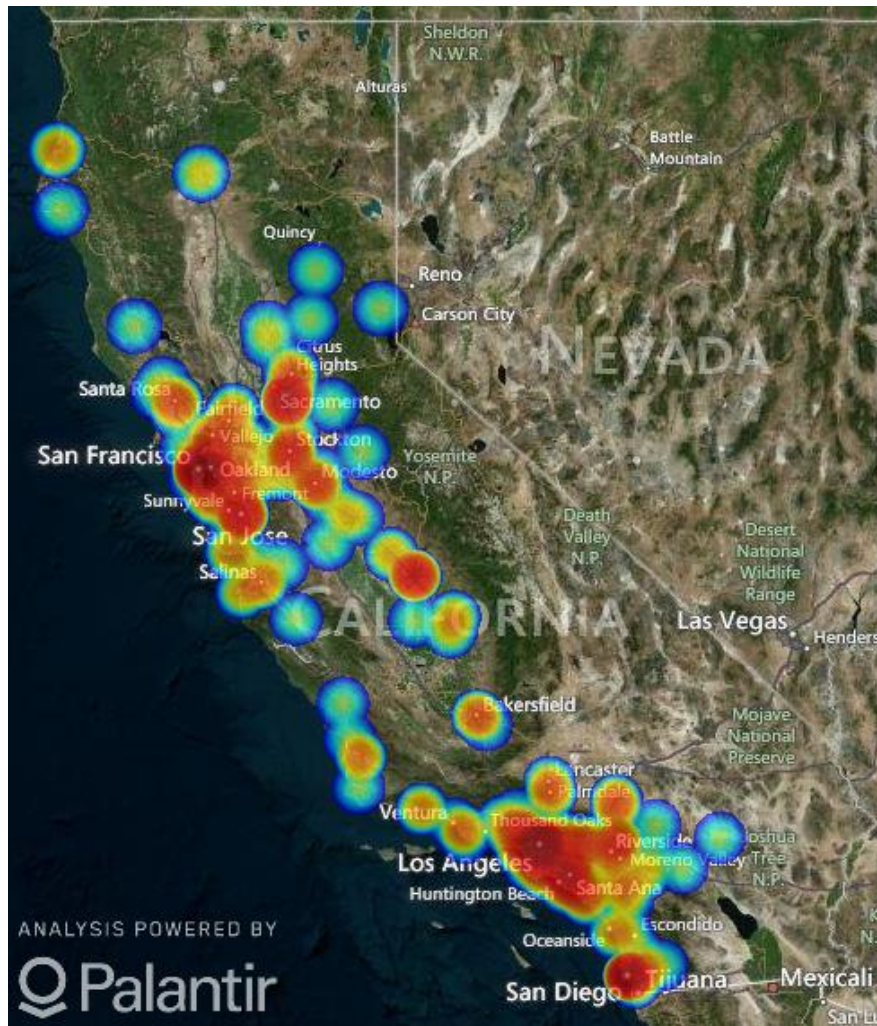 Sheldon
N.W.R.
Alturas
Battle
Mountain
Quincy
Reno
Carson City
NEVADA
Citrus
Heights
Santa Rosa
Fairfield
Sacramento
Vallejo
Stockton
San Francisco
Oakland
Modesto
Yosemite
N.P.
Sunnyvale
Fremont
San Jose
Death
Valley
N.P.
Desert
National
Wildlife
Range
Salinas
CALIFORNIA
Las Vegas
Henders
Bakersfield
Mojave
National
Preserve
Lancaster
Palmdale
Ventura
Thousand Oaks
Riverside
Joshua
Tree
N.P.
Los Angeles
Moreno Valley
Huntington Beach
Santa Ana
ANALYSIS POWERED BY
Palantir
Escondido
Oceanside
San Diego
Tijuana
Mexicali
San Lu